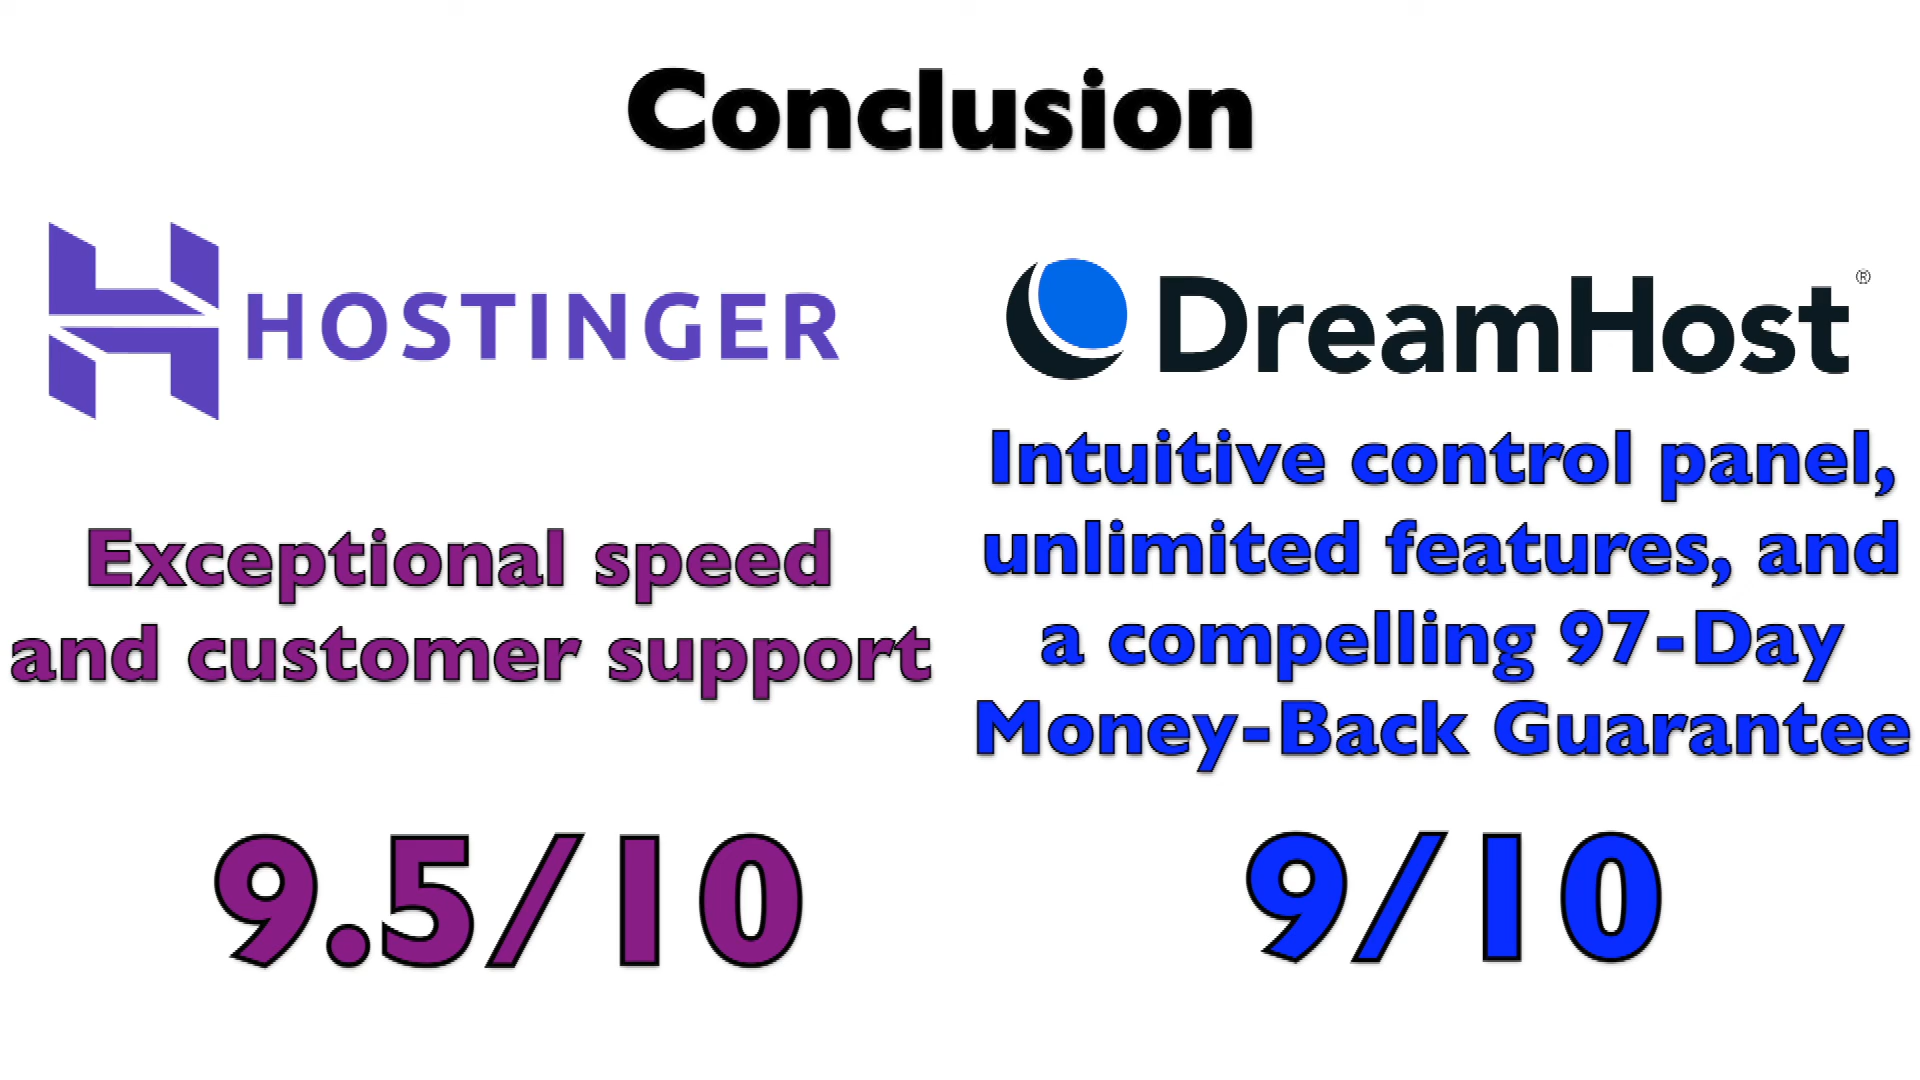 Conclusion
HOSTINGER
Exceptional speed
and customer support
9.5/10
DreamHost®
Intuitive control panel,
unlimited features, and
a compelling 97-Day
Money-Back Guarantee
9/10